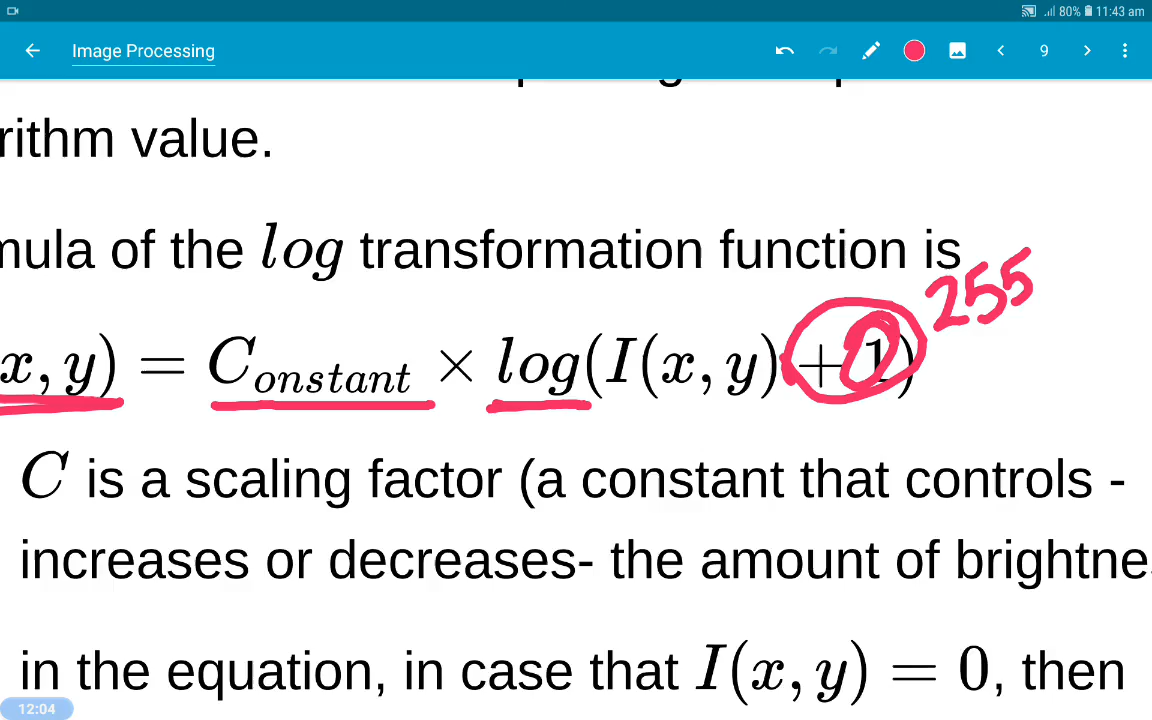 80% 11:43 am
Image Processing 9
rithm value.
mula of the log transformation function is
255
x, y) = Constant × log(I(x, y) + 1)
C is a scaling factor (a constant that controls -
increases or decreases- the amount of brightne
in the equation, in case that I(x, y) = 0, then
12:04